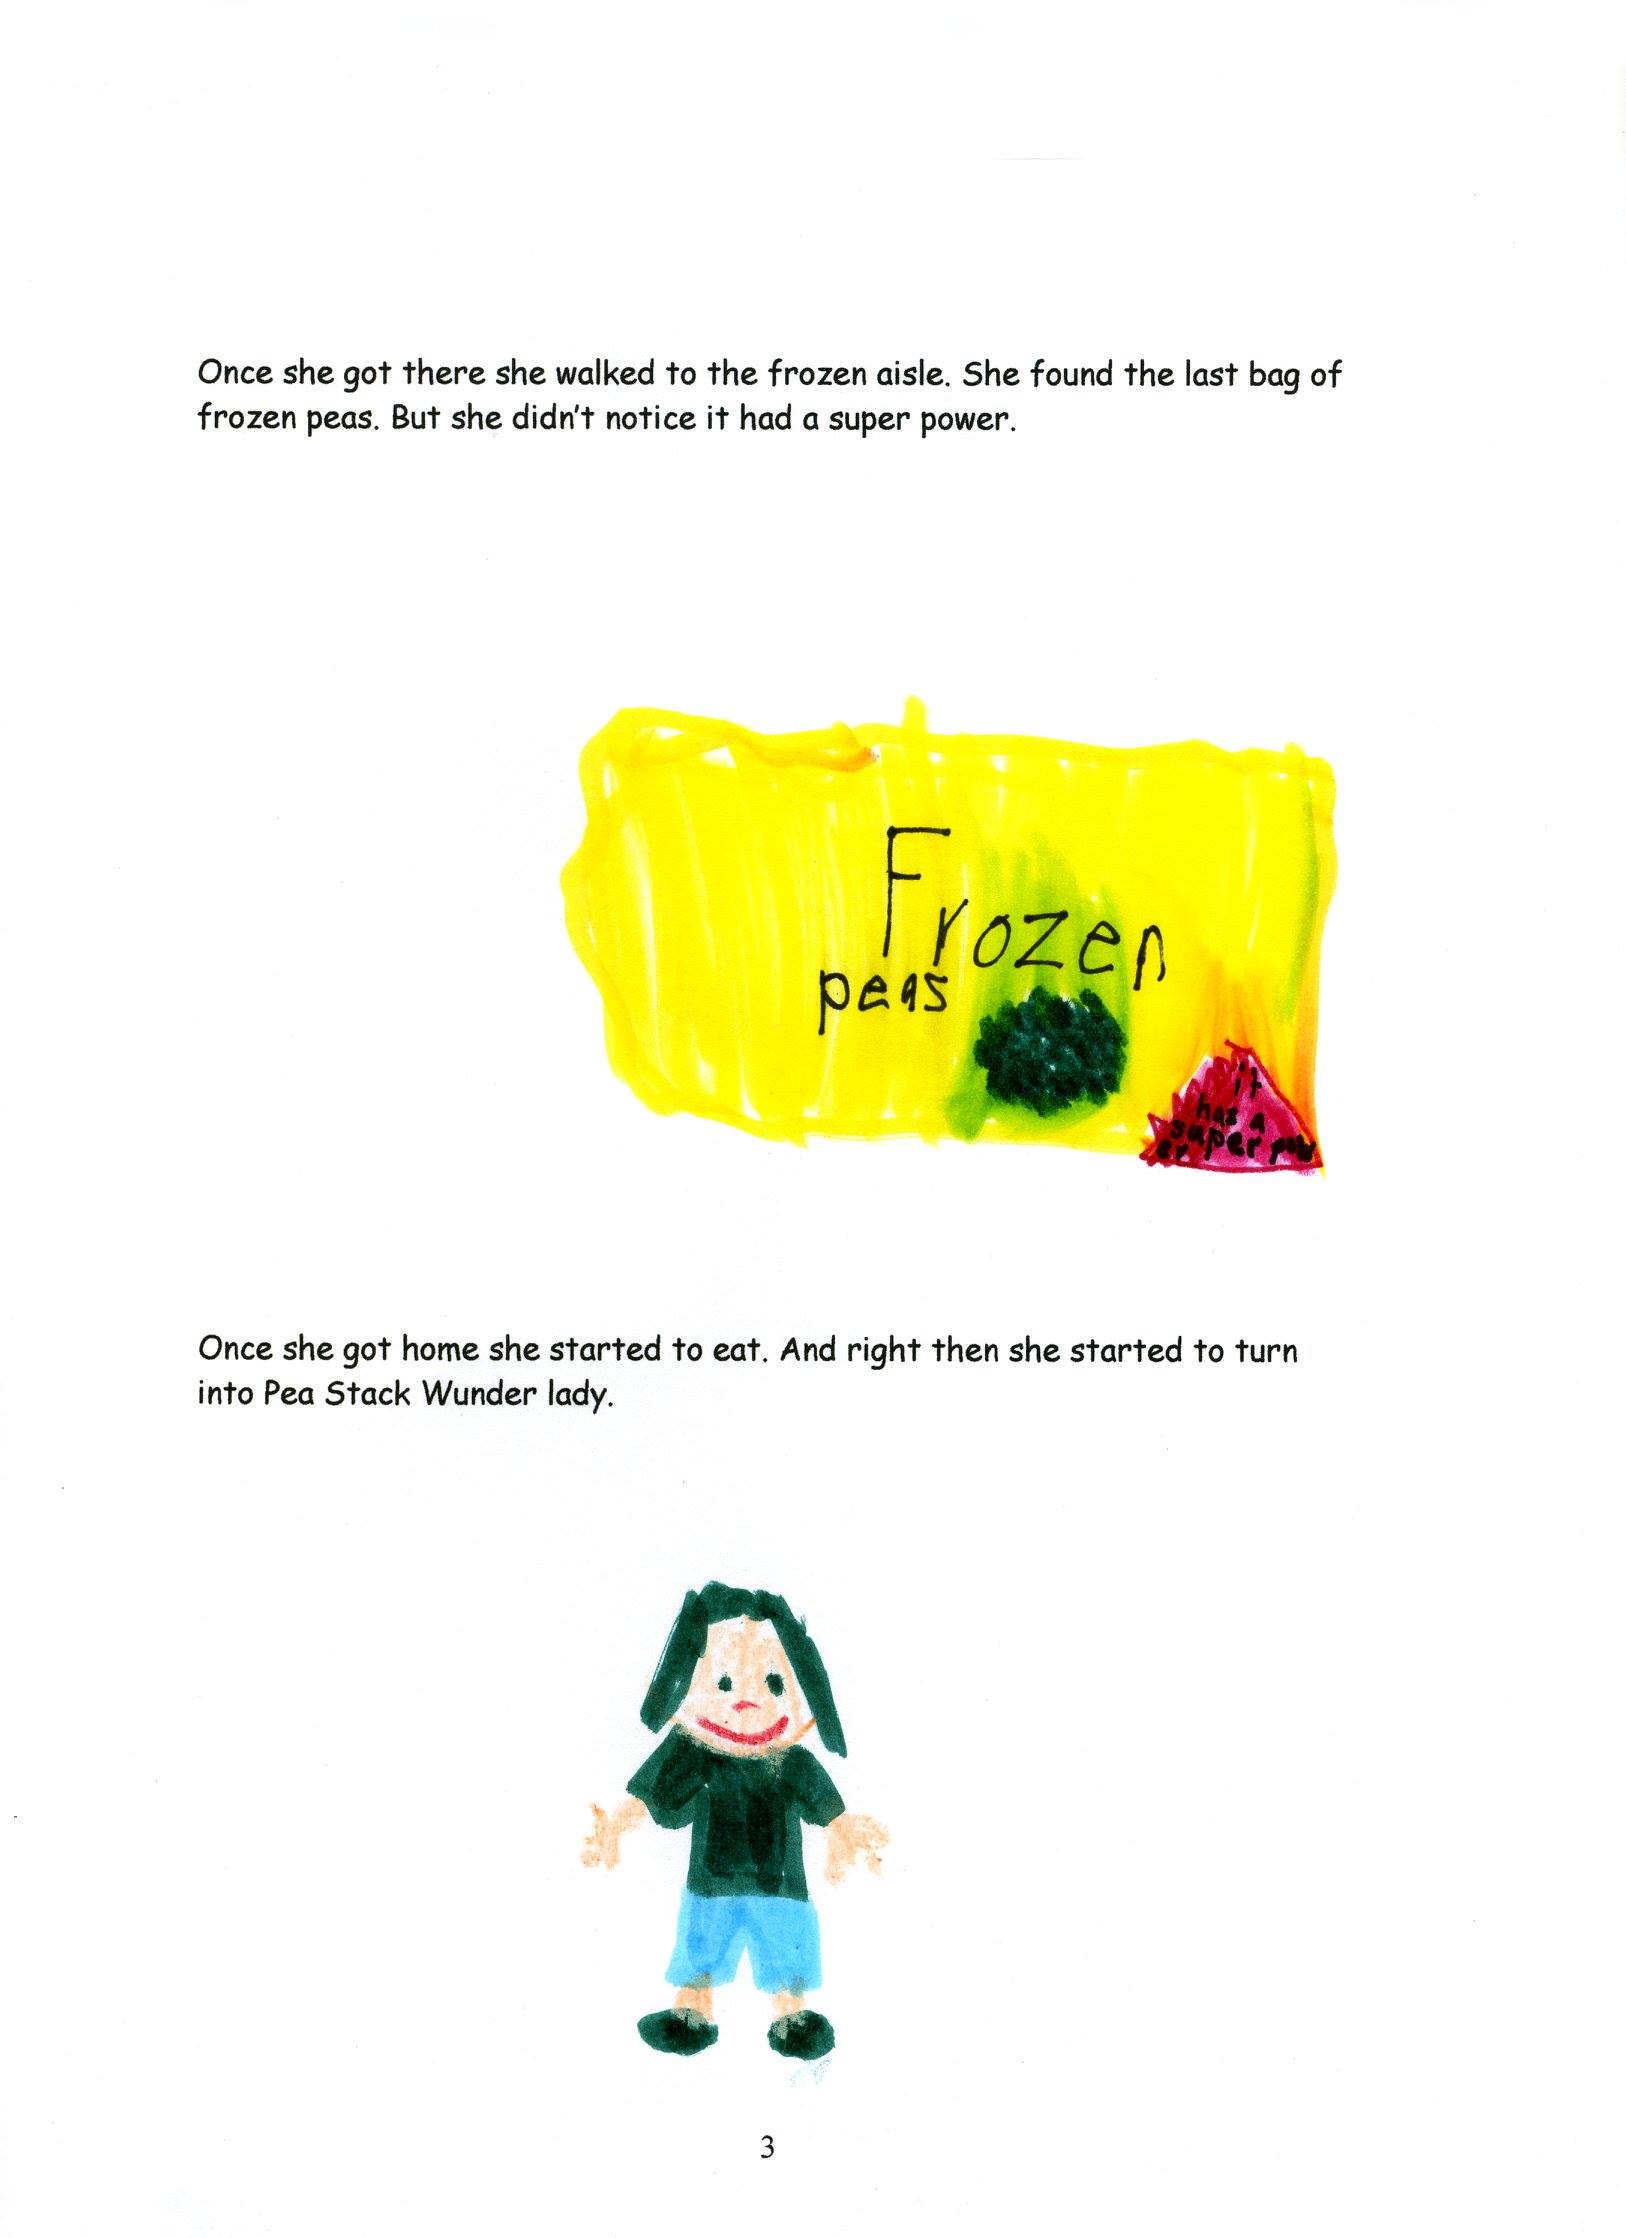 Once she got there she walked to the frozen aisle. She found the last bag of
frozen peas. But she didn't notice it had a super power.
Frozen
peas
it
has a
super pow
er
Once she got home she started to eat. And right then she started to turn
into Pea Stack Wunder lady.
3